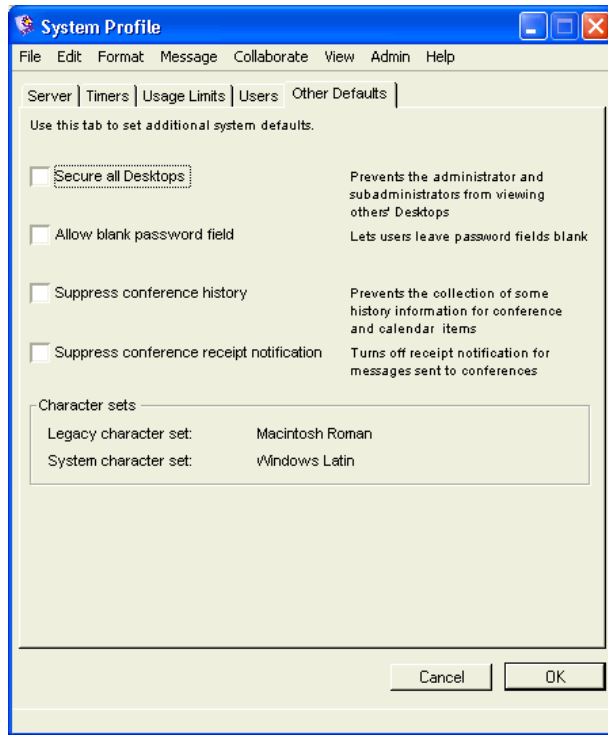 System Profile
File Edit Format Message Collaborate View Admin Help
Server Timers Usage Limits Users Other Defaults
Use this tab to set additional system defaults.
Secure all Desktops
Prevents the administrator and
subadministrators from viewing
others' Desktops
Allow blank password field
Lets users leave password fields blank
Suppress conference history
Prevents the collection of some
history information for conference
and calendar items
Suppress conference receipt notification
Turns off receipt notification for
messages sent to conferences
Character sets
Legacy character set: Macintosh Roman
System character set: Windows Latin
Cancel OK